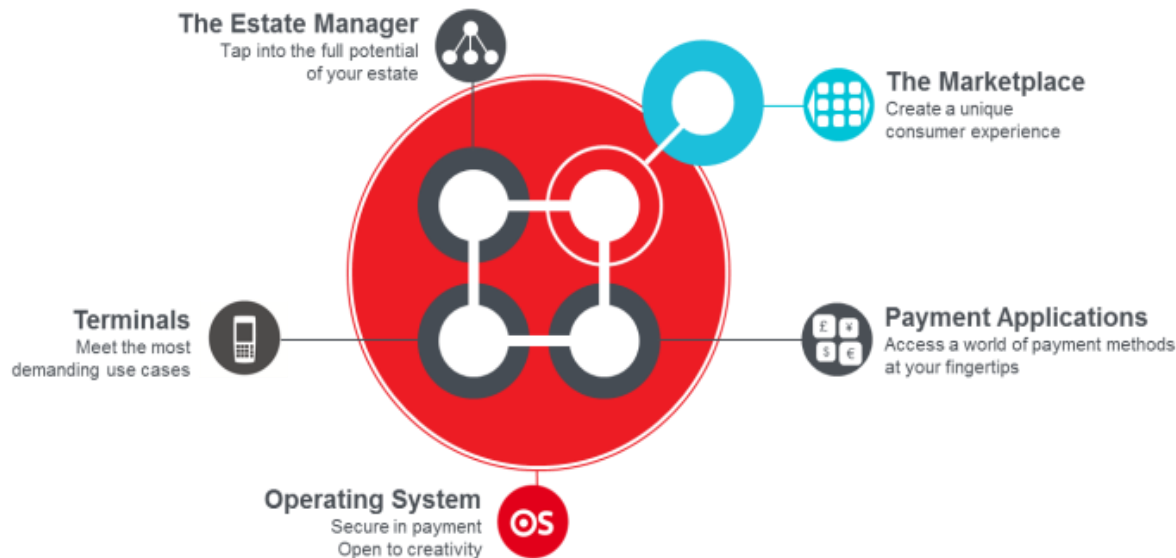 The Estate Manager
Tap into the full potential
of your estate
The Marketplace
Create a unique
consumer experience
Terminals
Meet the most
demanding use cases
£ ¥
$ €
Payment Applications
Access a world of payment methods
at your fingertips
Operating System
Secure in payment
Open to creativity
OS